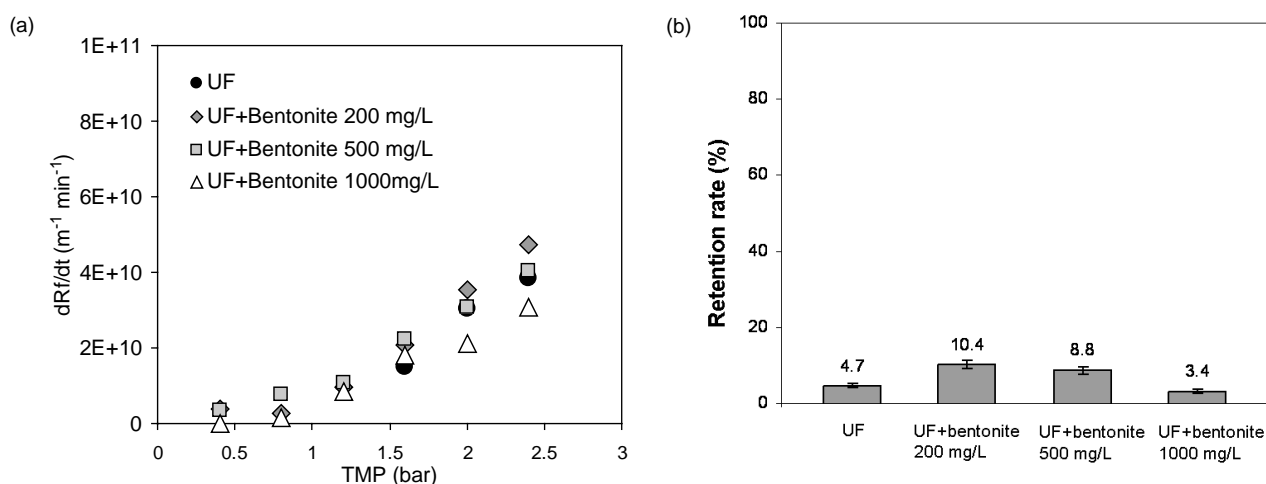 (a)
1E+11
8E+10
6E+10
4E+10
2E+10
0
dRf/dt (m⁻¹ min⁻¹)
UF
UF+Bentonite 200 mg/L
UF+Bentonite 500 mg/L
UF+Bentonite 1000mg/L
0 0.5 1 1.5 2 2.5 3
TMP (bar)
(b)
100
80
60
40
20
0
Retention rate (%)
4.7
10.4
8.8
3.4
UF
UF+bentonite
200 mg/L
UF+bentonite
500 mg/L
UF+bentonite
1000 mg/L